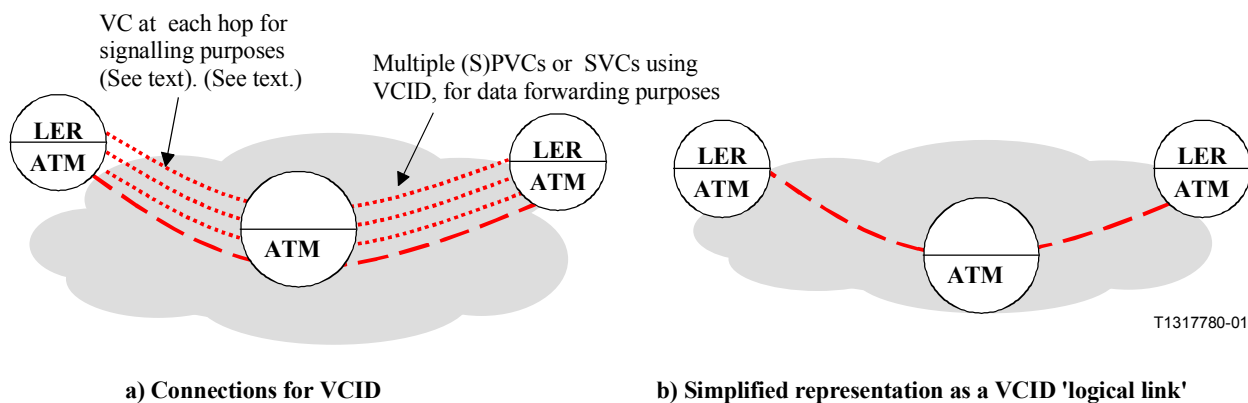 VC at each hop for
signalling purposes
(See text). (See text.)
Multiple (S)PVCs or SVCs using
VCID, for data forwarding purposes
LER
ATM
LER
ATM
ATM
LER
ATM
LER
ATM
ATM
T1317780-01
a) Connections for VCID
b) Simplified representation as a VCID 'logical link'